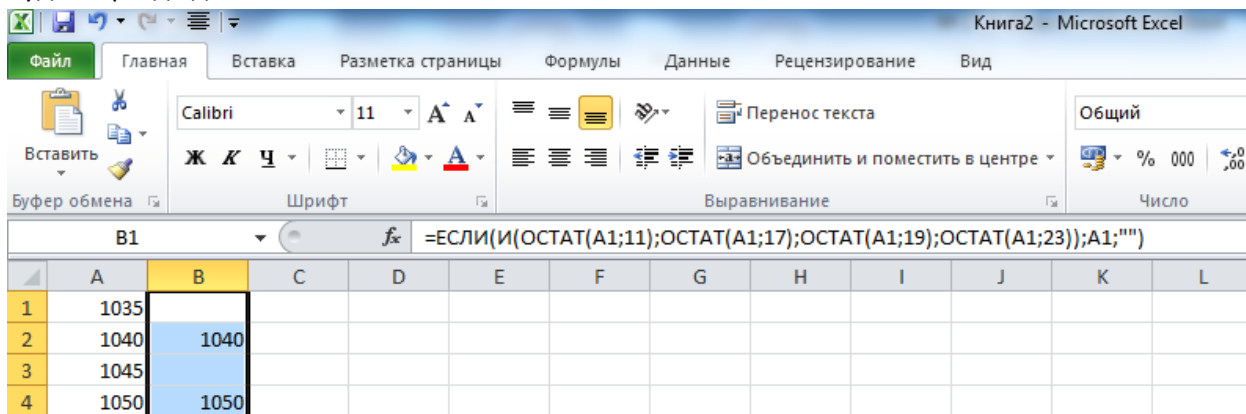 Книга2 - Microsoft Excel
Файл Главная Вставка Разметка страницы Формулы Данные Рецензирование Вид
Calibri 11 А А Перенос текста Общий
Вставить Ж К Ч А Объединить и поместить в центре % 000 ,00
Буфер обмена Шрифт Выравнивание Число
B1 fx =ЕСЛИ(И(ОСТАТ(A1;11);ОСТАТ(A1;17);ОСТАТ(A1;19);ОСТАТ(A1;23));A1;"")
A B C D E F G H I J K L
1 1035
2 1040 1040
3 1045
4 1050 1050